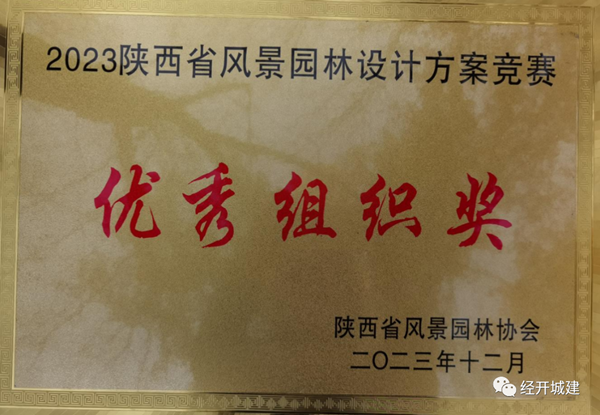 2023陕西省风景园林设计方案竞赛
优秀组织奖
陕西省风景园林协会
二〇二三年十二月
经开城建